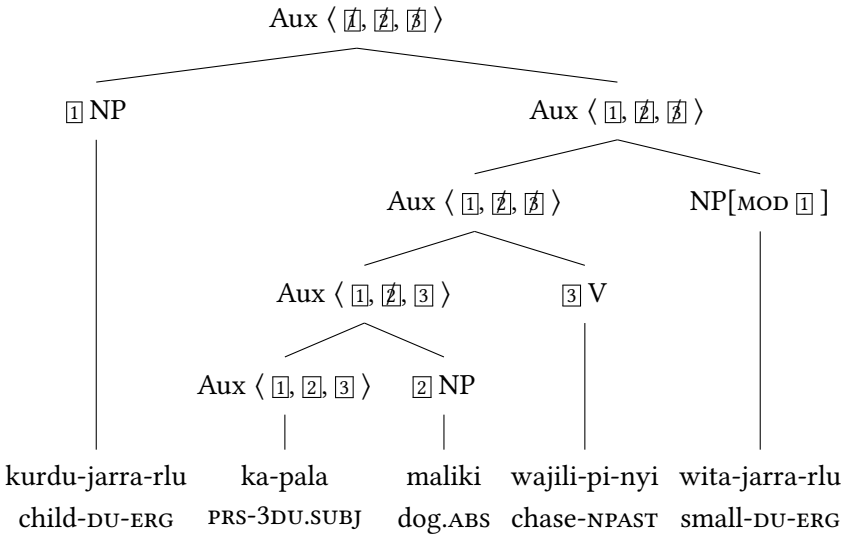 Aux ⟨ 1̸, 2̸, 3̸ ⟩
1 NP Aux ⟨ 1, 2̸, 3̸ ⟩
Aux ⟨ 1, 2̸, 3̸ ⟩ NP[MOD 1 ]
Aux ⟨ 1, 2̸, 3 ⟩ 3 V
Aux ⟨ 1, 2, 3 ⟩ 2 NP
kurdu-jarra-rlu ka-pala maliki wajili-pi-nyi wita-jarra-rlu
child-DU-ERG PRS-3DU.SUBJ dog.ABS chase-NPAST small-DU-ERG